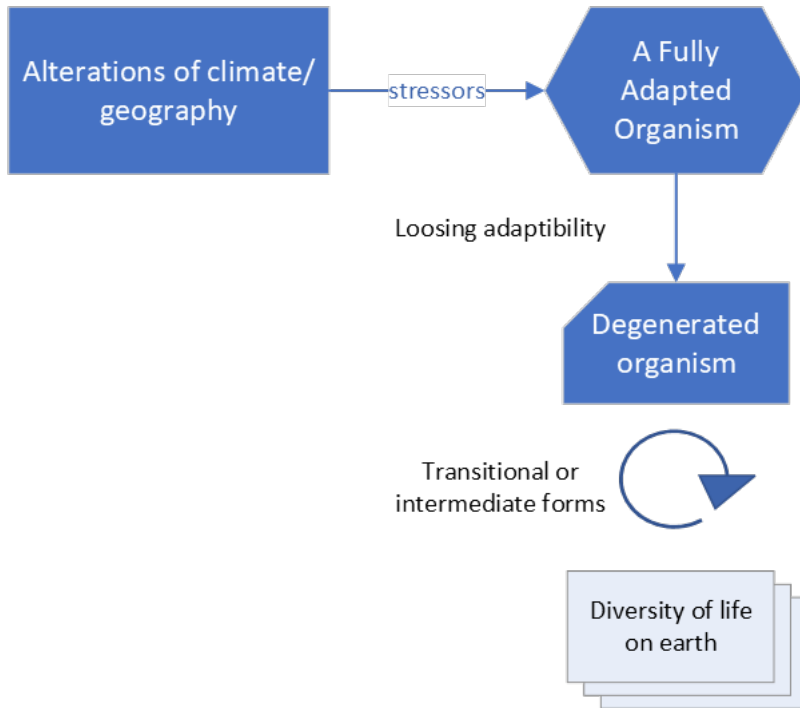 Alterations of climate/
geography
stressors
A Fully
Adapted
Organism
Loosing adaptibility
Degenerated
organism
Transitional or
intermediate forms
Diversity of life
on earth